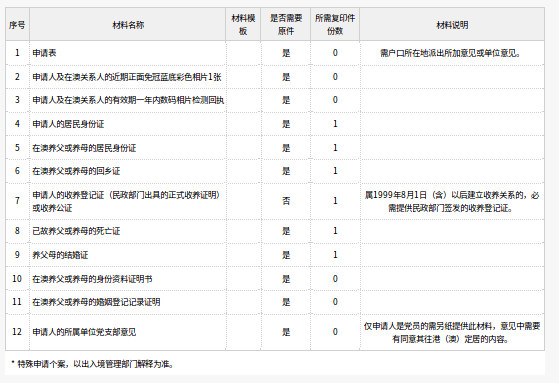 序号 材料名称 材料模板 是否需要原件 所需复印件份数 材料说明
1 申请表 是 0 需户口所在地派出所加意见或单位意见。
2 申请人及在澳关系人的近期正面免冠蓝底彩色相片1张 是 0
3 申请人及在澳关系人的有效期一年内数码相片检测回执 是 0
4 申请人的居民身份证 是 1
5 在澳养父或养母的居民身份证 是 1
6 在澳养父或养母的回乡证 是 1
7 申请人的收养登记证（民政部门出具的正式收养证明）或收养公证 否 1 属1999年8月1日（含）以后建立收养关系的，必需提供民政部门签发的收养登记证。
8 已故养父或养母的死亡证 是 1
9 养父母的结婚证 是 1
10 在澳养父或养母的身份资料证明书 是 0
11 在澳养父或养母的婚姻登记记录证明 是 0
12 申请人的所属单位党支部意见 是 0 仅申请人是党员的需另纸提供此材料，意见中需要有同意其往港（澳）定居的内容。
* 特殊申请个案，以出入境管理部门解释为准。